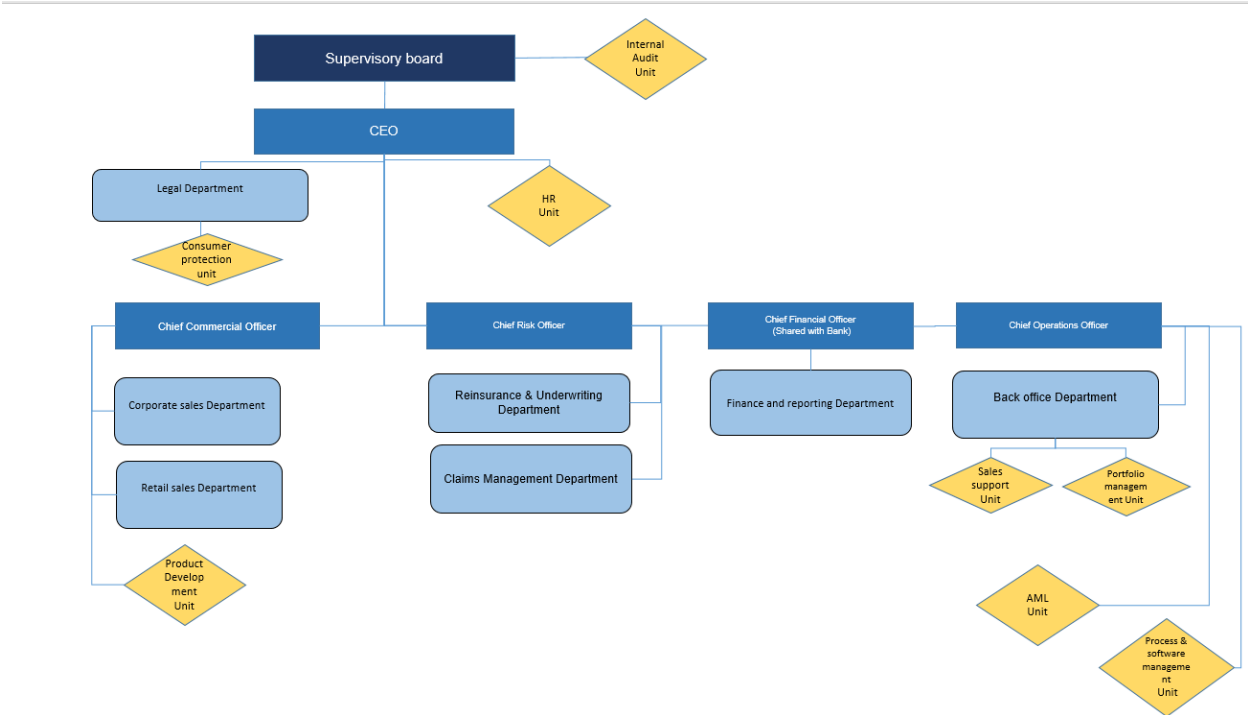 Supervisory board
Internal
Audit
Unit
CEO
Legal Department
HR
Unit
Consumer
protection
unit
Chief Commercial Officer
Chief Risk Officer
Chief Financial Officer
(Shared with Bank)
Chief Operations Officer
Corporate sales Department
Reinsurance & Underwriting
Department
Finance and reporting Department
Back office Department
Retail sales Department
Claims Management Department
Sales
support
Unit
Portfolio
managem
ent Unit
Product
Develop
ment
Unit
AML
Unit
Process &
software
manageme
nt
Unit